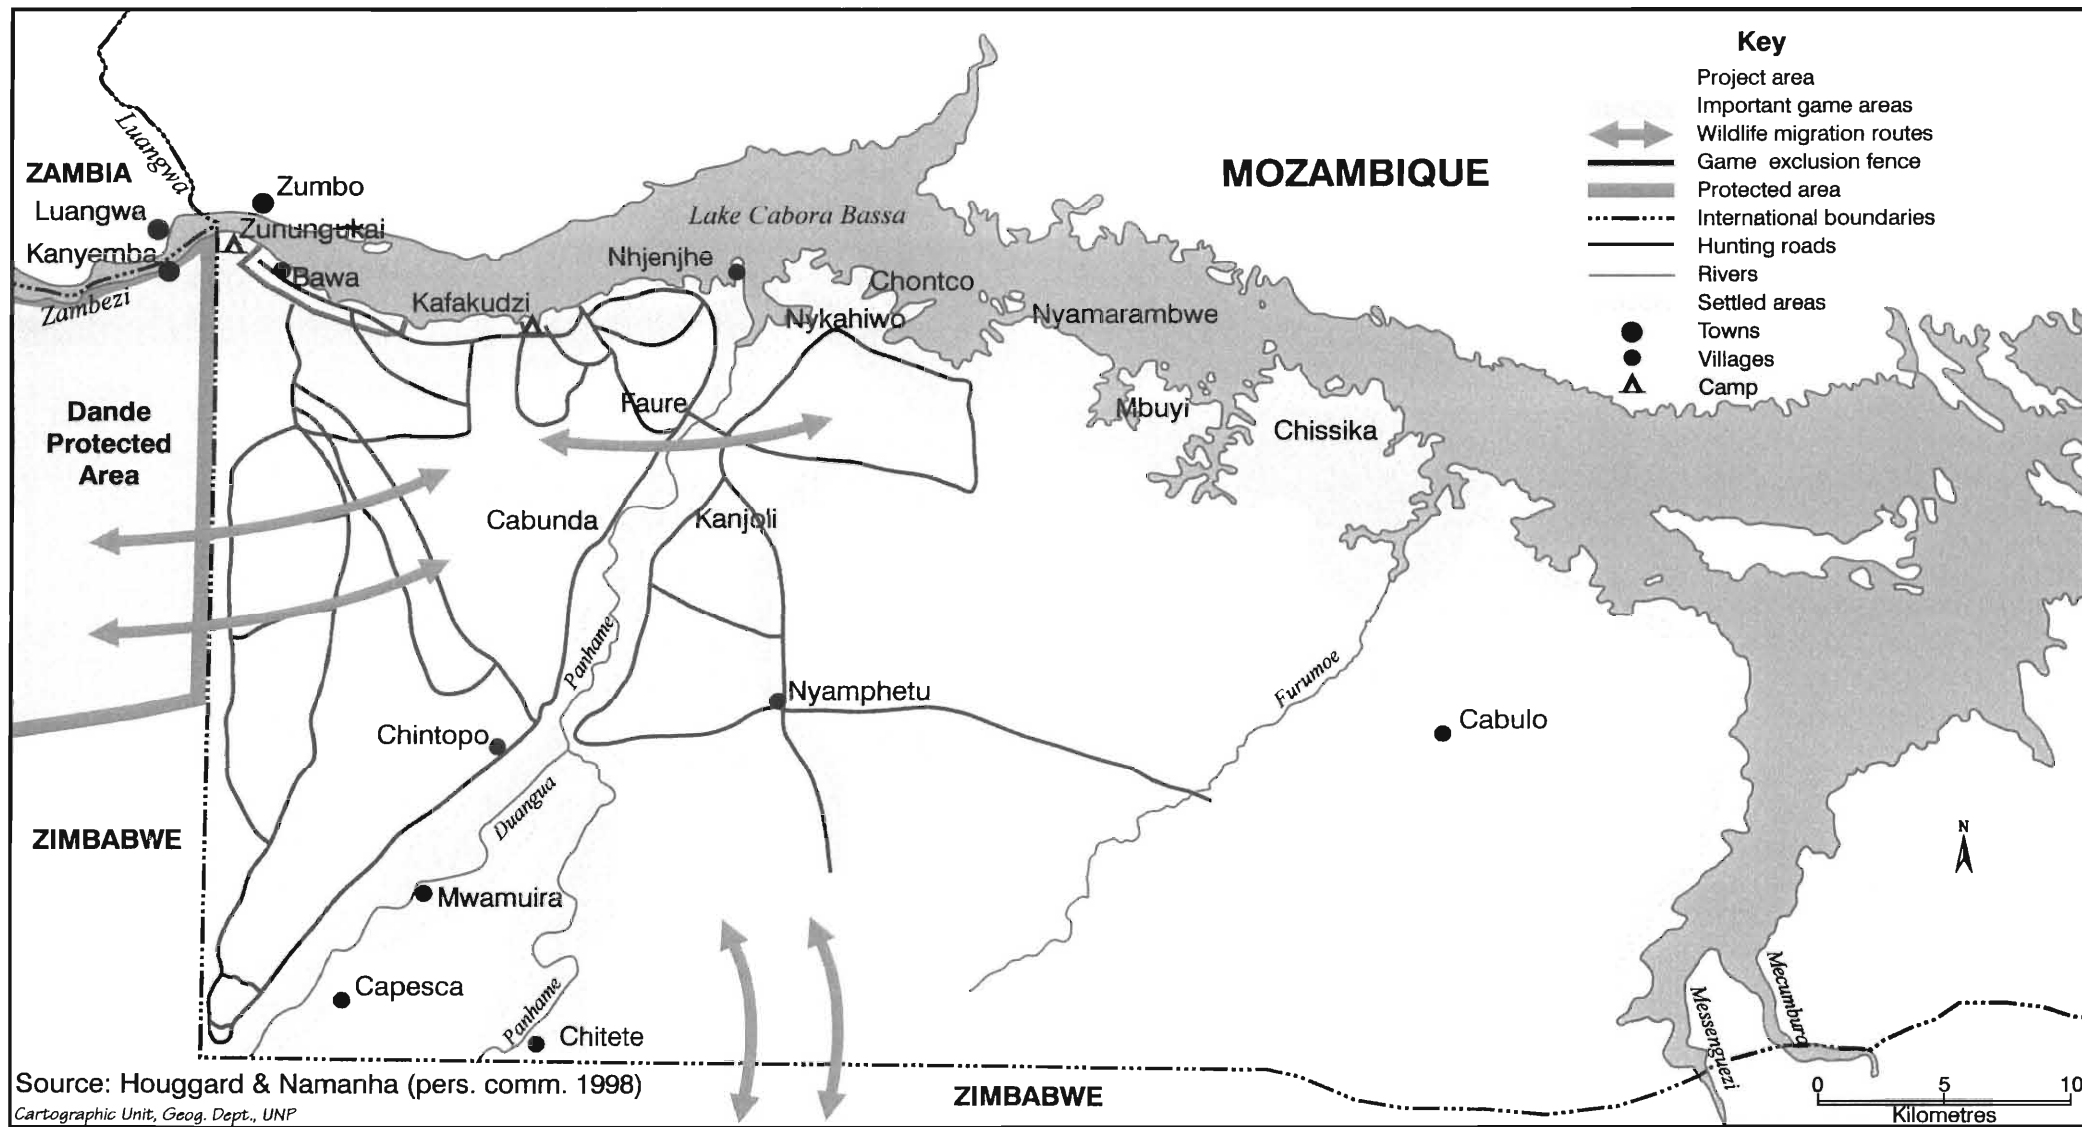 Key
Project area
Important game areas
Wildlife migration routes
Game exclusion fence
Protected area
International boundaries
Hunting roads
Rivers
Settled areas
Towns
Villages
Camp
MOZAMBIQUE
Luangwa
ZAMBIA
Zumbo
Luangwa
Zunungukai
Kanyemba
Bawa
Zambezi
Lake Cabora Bassa
Nhjenjhe
Kafakudzi
Chontco
Nykahiwo
Nyamarambwe
Dande
Protected
Area
Faure
Mbuyi
Chissika
Cabunda
Kanjoli
Panhame
Nyamphetu
Furumoe
Chintopo
Cabulo
Duangua
ZIMBABWE
Mwamuira
N
Capesca
Panhame
Chitete
Messenguezi
Mecumbura
ZIMBABWE
Source: Houggard & Namanha (pers. comm. 1998)
Cartographic Unit, Geog. Dept., UNP
0 5 10
Kilometres